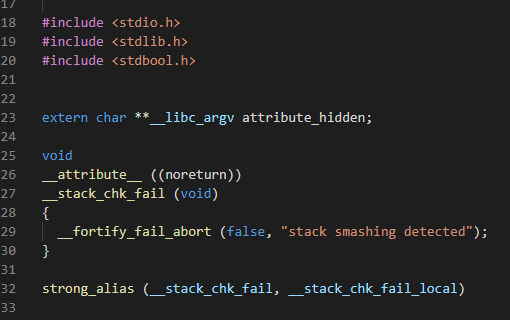 17
18 #include <stdio.h>
19 #include <stdlib.h>
20 #include <stdbool.h>
21
22
23 extern char **__libc_argv attribute_hidden;
24
25 void
26 __attribute__ ((noreturn))
27 __stack_chk_fail (void)
28 {
29   __fortify_fail_abort (false, "stack smashing detected");
30 }
31
32 strong_alias (__stack_chk_fail, __stack_chk_fail_local)
33